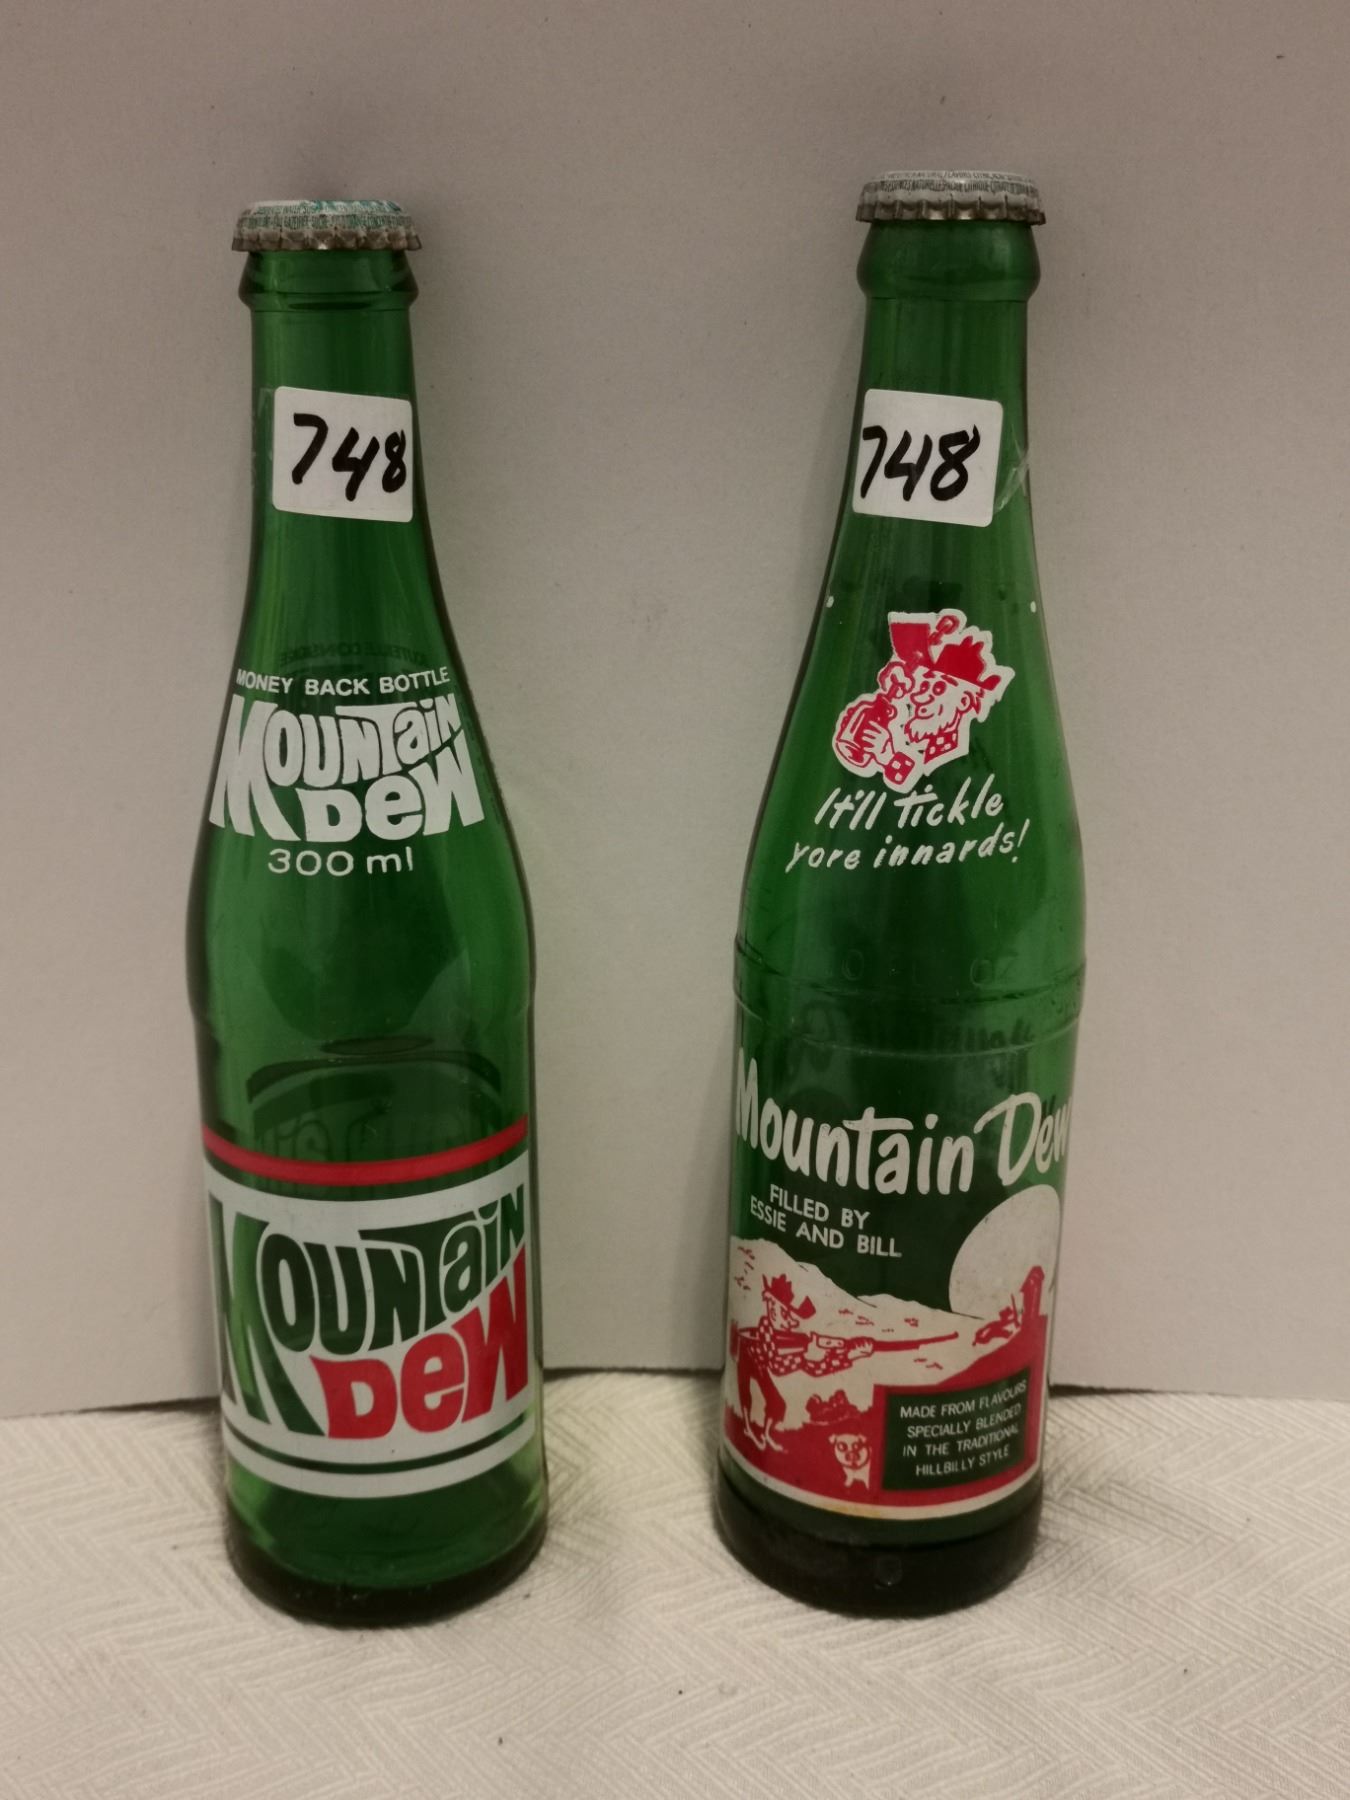 748
MONEY BACK BOTTLE
MOUNTaiN
DeW
300 ml
MOUNTaiN
DeW
748
It'll tickle
yore innards!
Mountain Dew
FILLED BY
ESSIE AND BILL
MADE FROM FLAVOURS
SPECIALLY BLENDED
IN THE TRADITIONAL
HILLBILLY STYLE